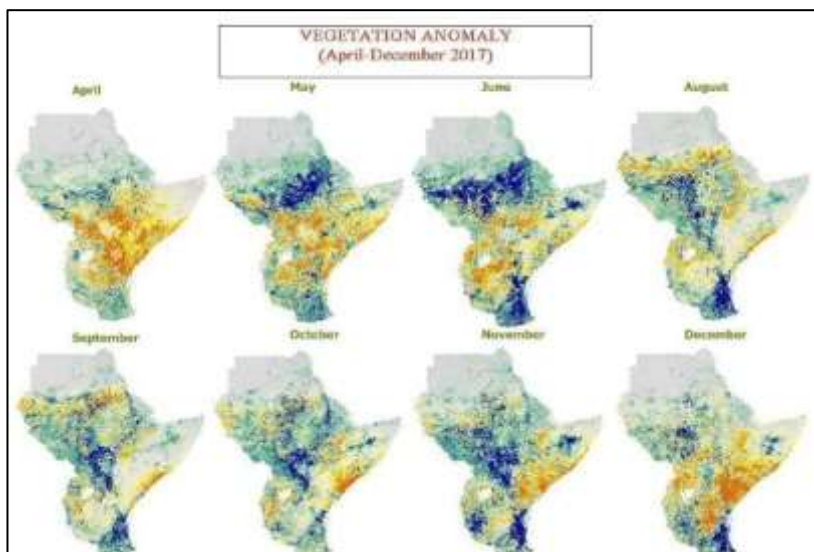 VEGETATION ANOMALY
(April-December 2017)
April
May
June
August
September
October
November
December